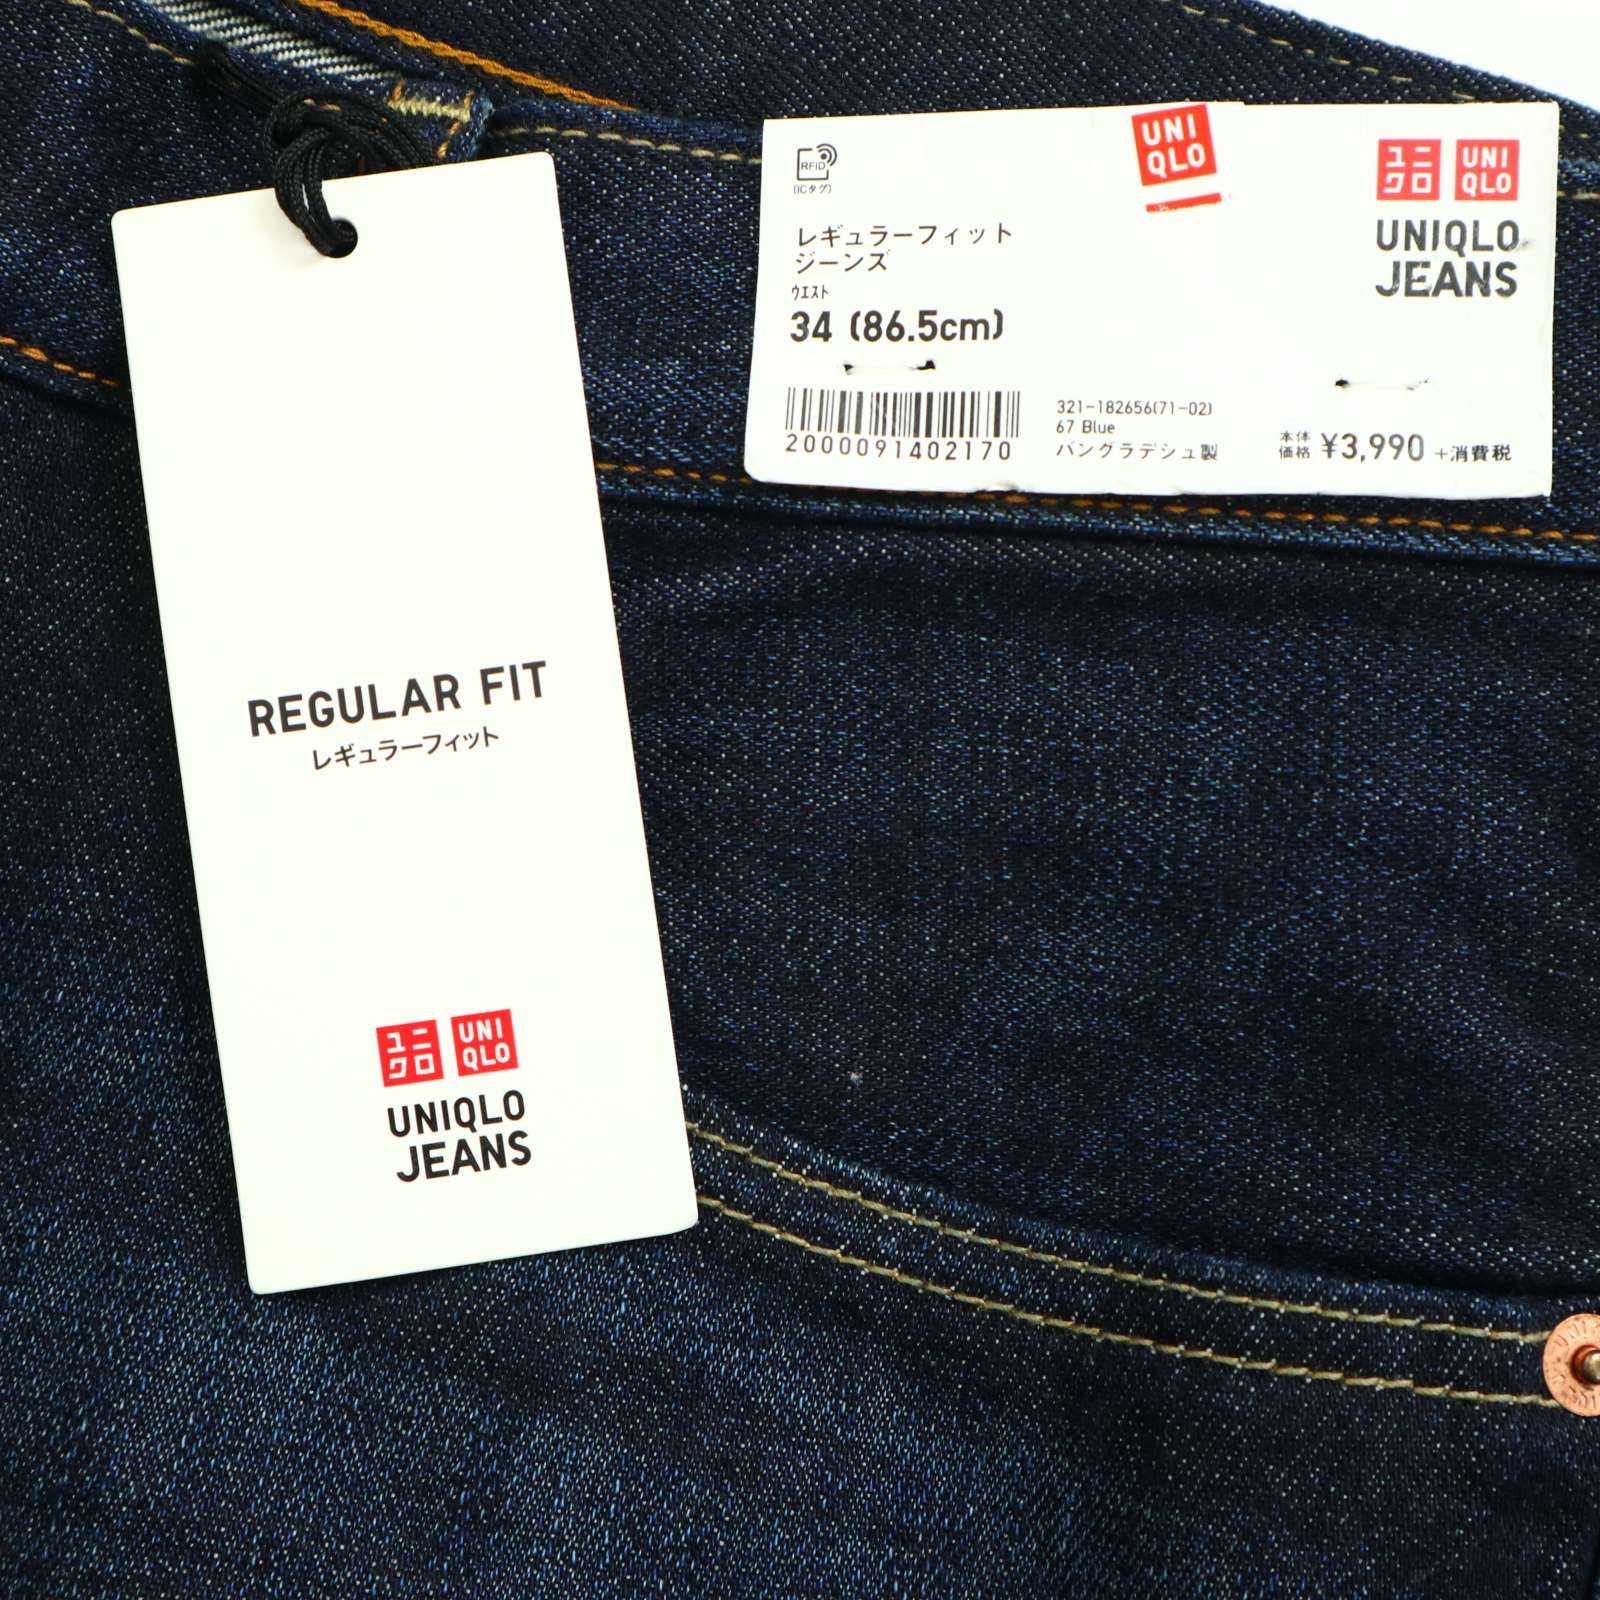 REGULAR FIT
レギュラーフィット
ユニ
クロ
UNI
QLO
UNIQLO
JEANS
RFID
(ICタグ)
レギュラーフィット
ジーンズ
ウエスト
34 (86.5cm)
2000091402170
321-182656(71-02)
67 Blue
バングラデシュ製
本体
価格 ¥3,990 +消費税
UNI
QLO
ユニ
クロ
UNI
QLO
UNIQLO
JEANS